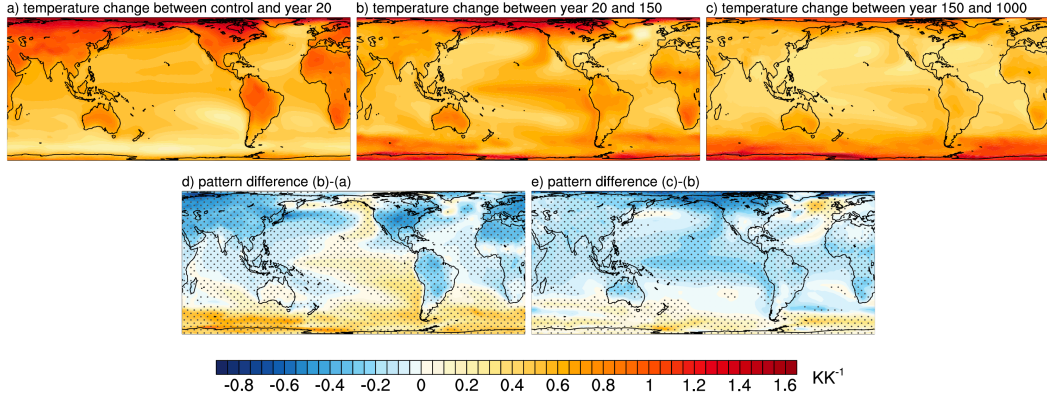 a) temperature change between control and year 20
b) temperature change between year 20 and 150
c) temperature change between year 150 and 1000
d) pattern difference (b)-(a)
e) pattern difference (c)-(b)
-0.8 -0.6 -0.4 -0.2 0 0.2 0.4 0.6 0.8 1 1.2 1.4 1.6 KK⁻¹